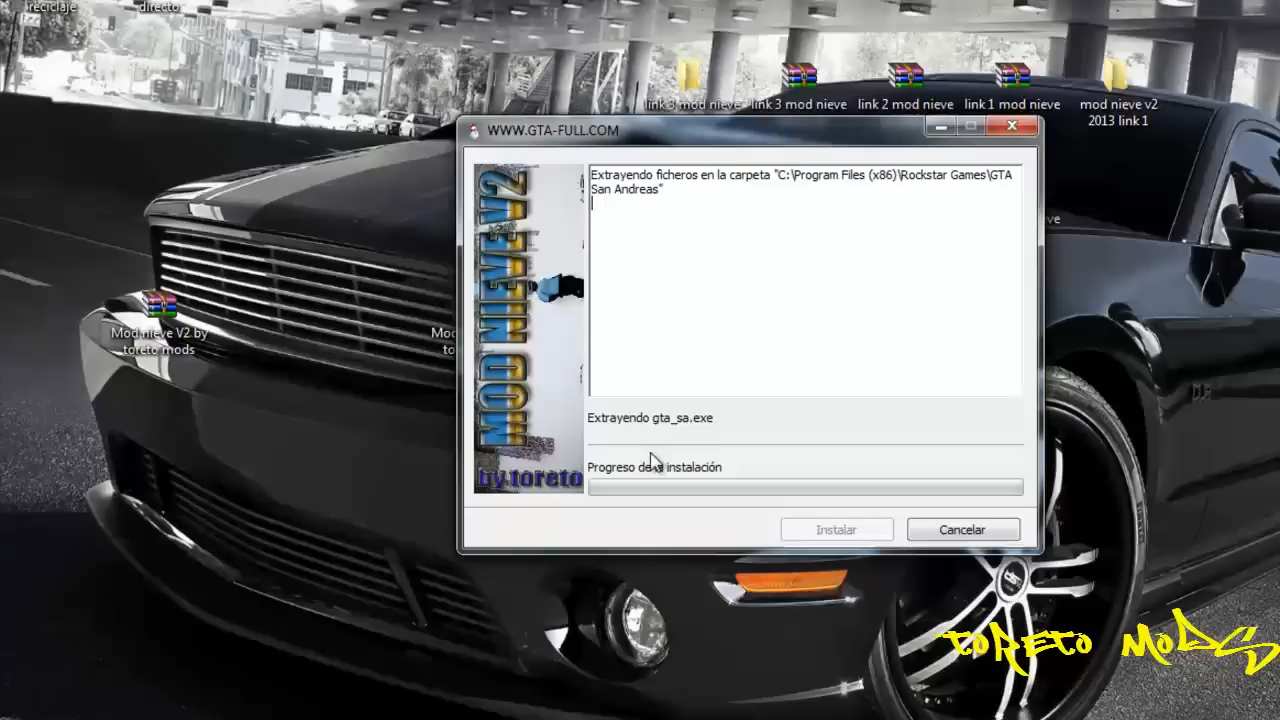 reciclaje
directo
link 3 mod nieve
link 3 mod nieve
link 2 mod nieve
link 1 mod nieve
mod nieve v2
2013 link 1
WWW.GTA-FULL.COM
Extrayendo ficheros en la carpeta "C:\Program Files (x86)\Rockstar Games\GTA
San Andreas"
MOD NIEVE V2
by toreto
Mod nieve V2 by
toreto mods
Extrayendo gta_sa.exe
Progreso de la instalación
Instalar
Cancelar
TORETO MODS